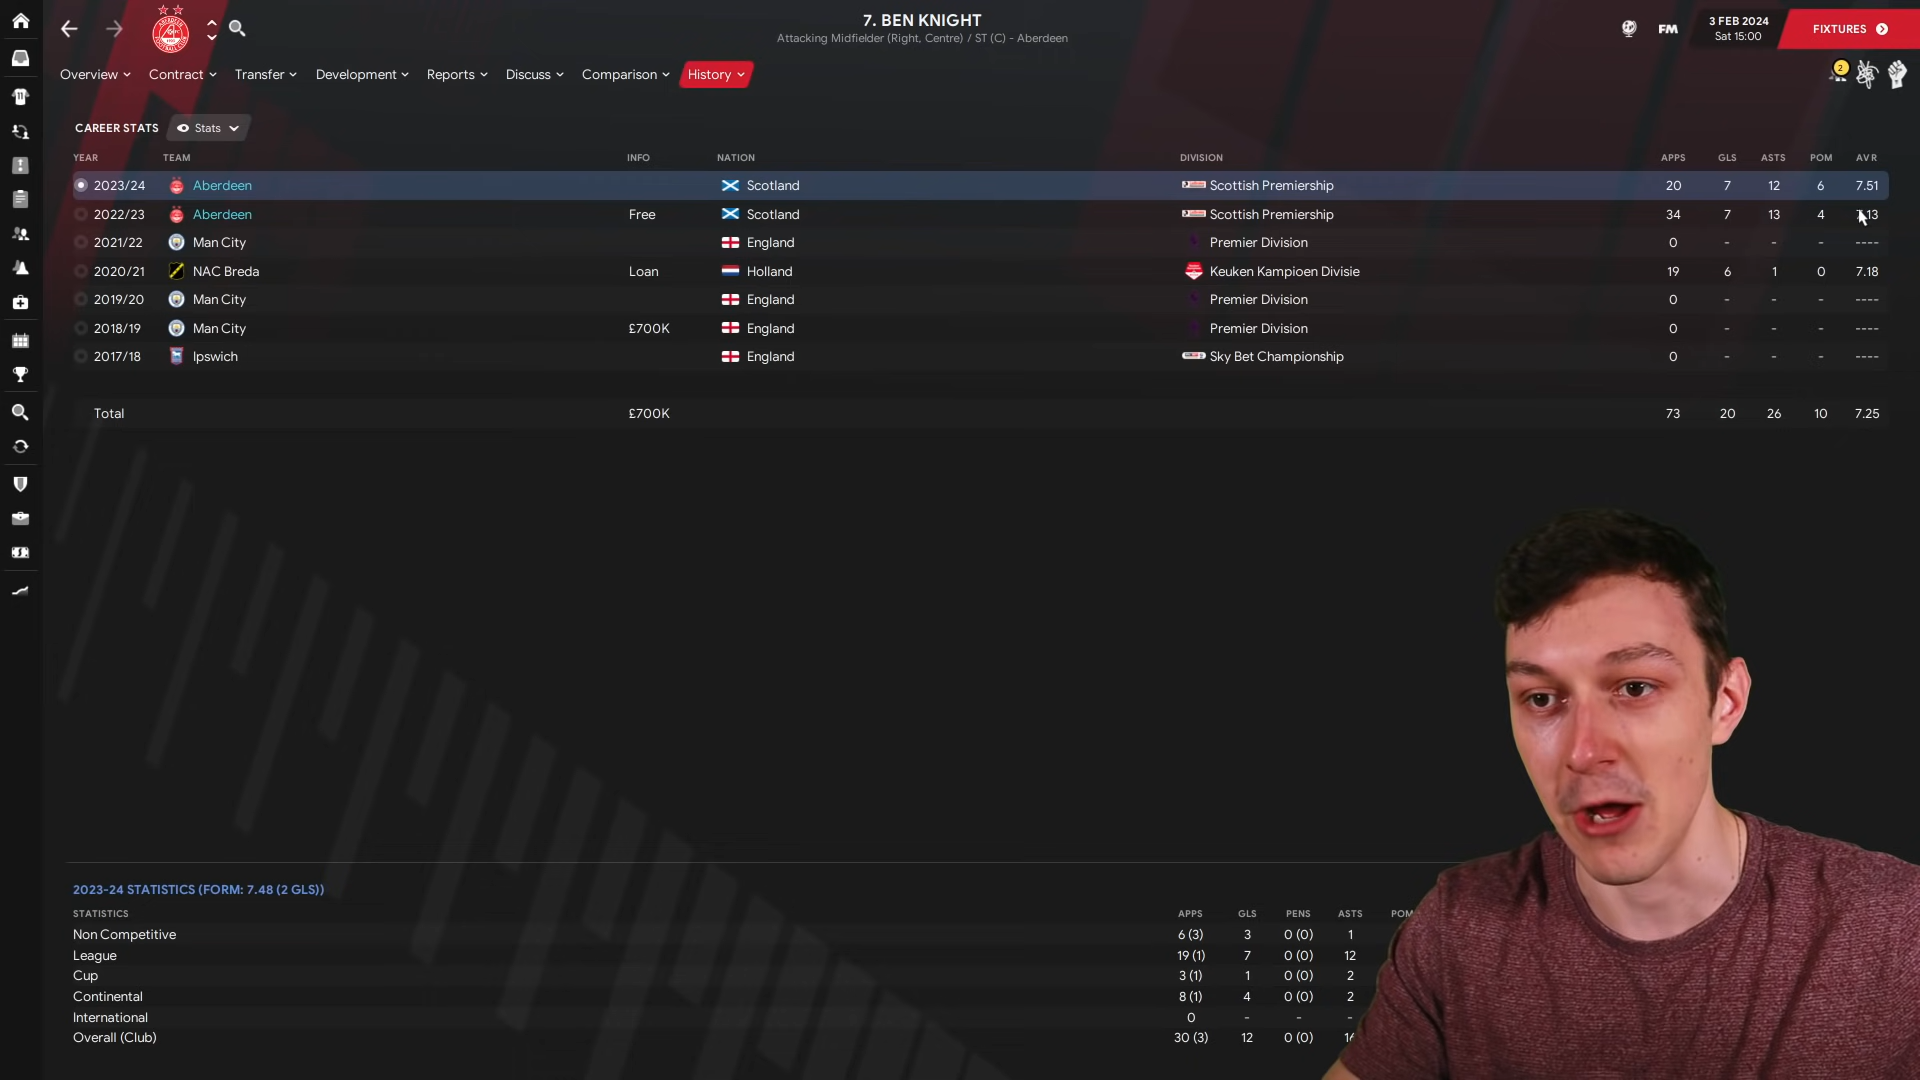 7. BEN KNIGHT
Attacking Midfielder (Right, Centre) / ST (C) - Aberdeen
FM
3 FEB 2024
Sat 15:00
FIXTURES
Overview Contract Transfer Development Reports Discuss Comparison History
2
CAREER STATS Stats
YEAR TEAM INFO NATION DIVISION APPS GLS ASTS POM AV R
2023/24 Aberdeen Scotland Scottish Premiership 20 7 12 6 7.51
2022/23 Aberdeen Free Scotland Scottish Premiership 34 7 13 4
2021/22 Man City England Premier Division 0 - - - ----
2020/21 NAC Breda Loan Holland Keuken Kampioen Divisie 19 6 1 0 7.18
2019/20 Man City England Premier Division 0 - - - ----
2018/19 Man City £700K England Premier Division 0 - - - ----
2017/18 Ipswich England Sky Bet Championship 0 - - - ----
Total £700K 73 20 26 10 7.25
2023-24 STATISTICS (FORM: 7.48 (2 GLS))
STATISTICS APPS GLS PENS ASTS POM
Non Competitive 6 (3) 3 0 (0) 1
League 19 (1) 7 0 (0) 12
Cup 3 (1) 1 0 (0) 2
Continental 8 (1) 4 0 (0) 2
International 0 - - -
Overall (Club) 30 (3) 12 0 (0)